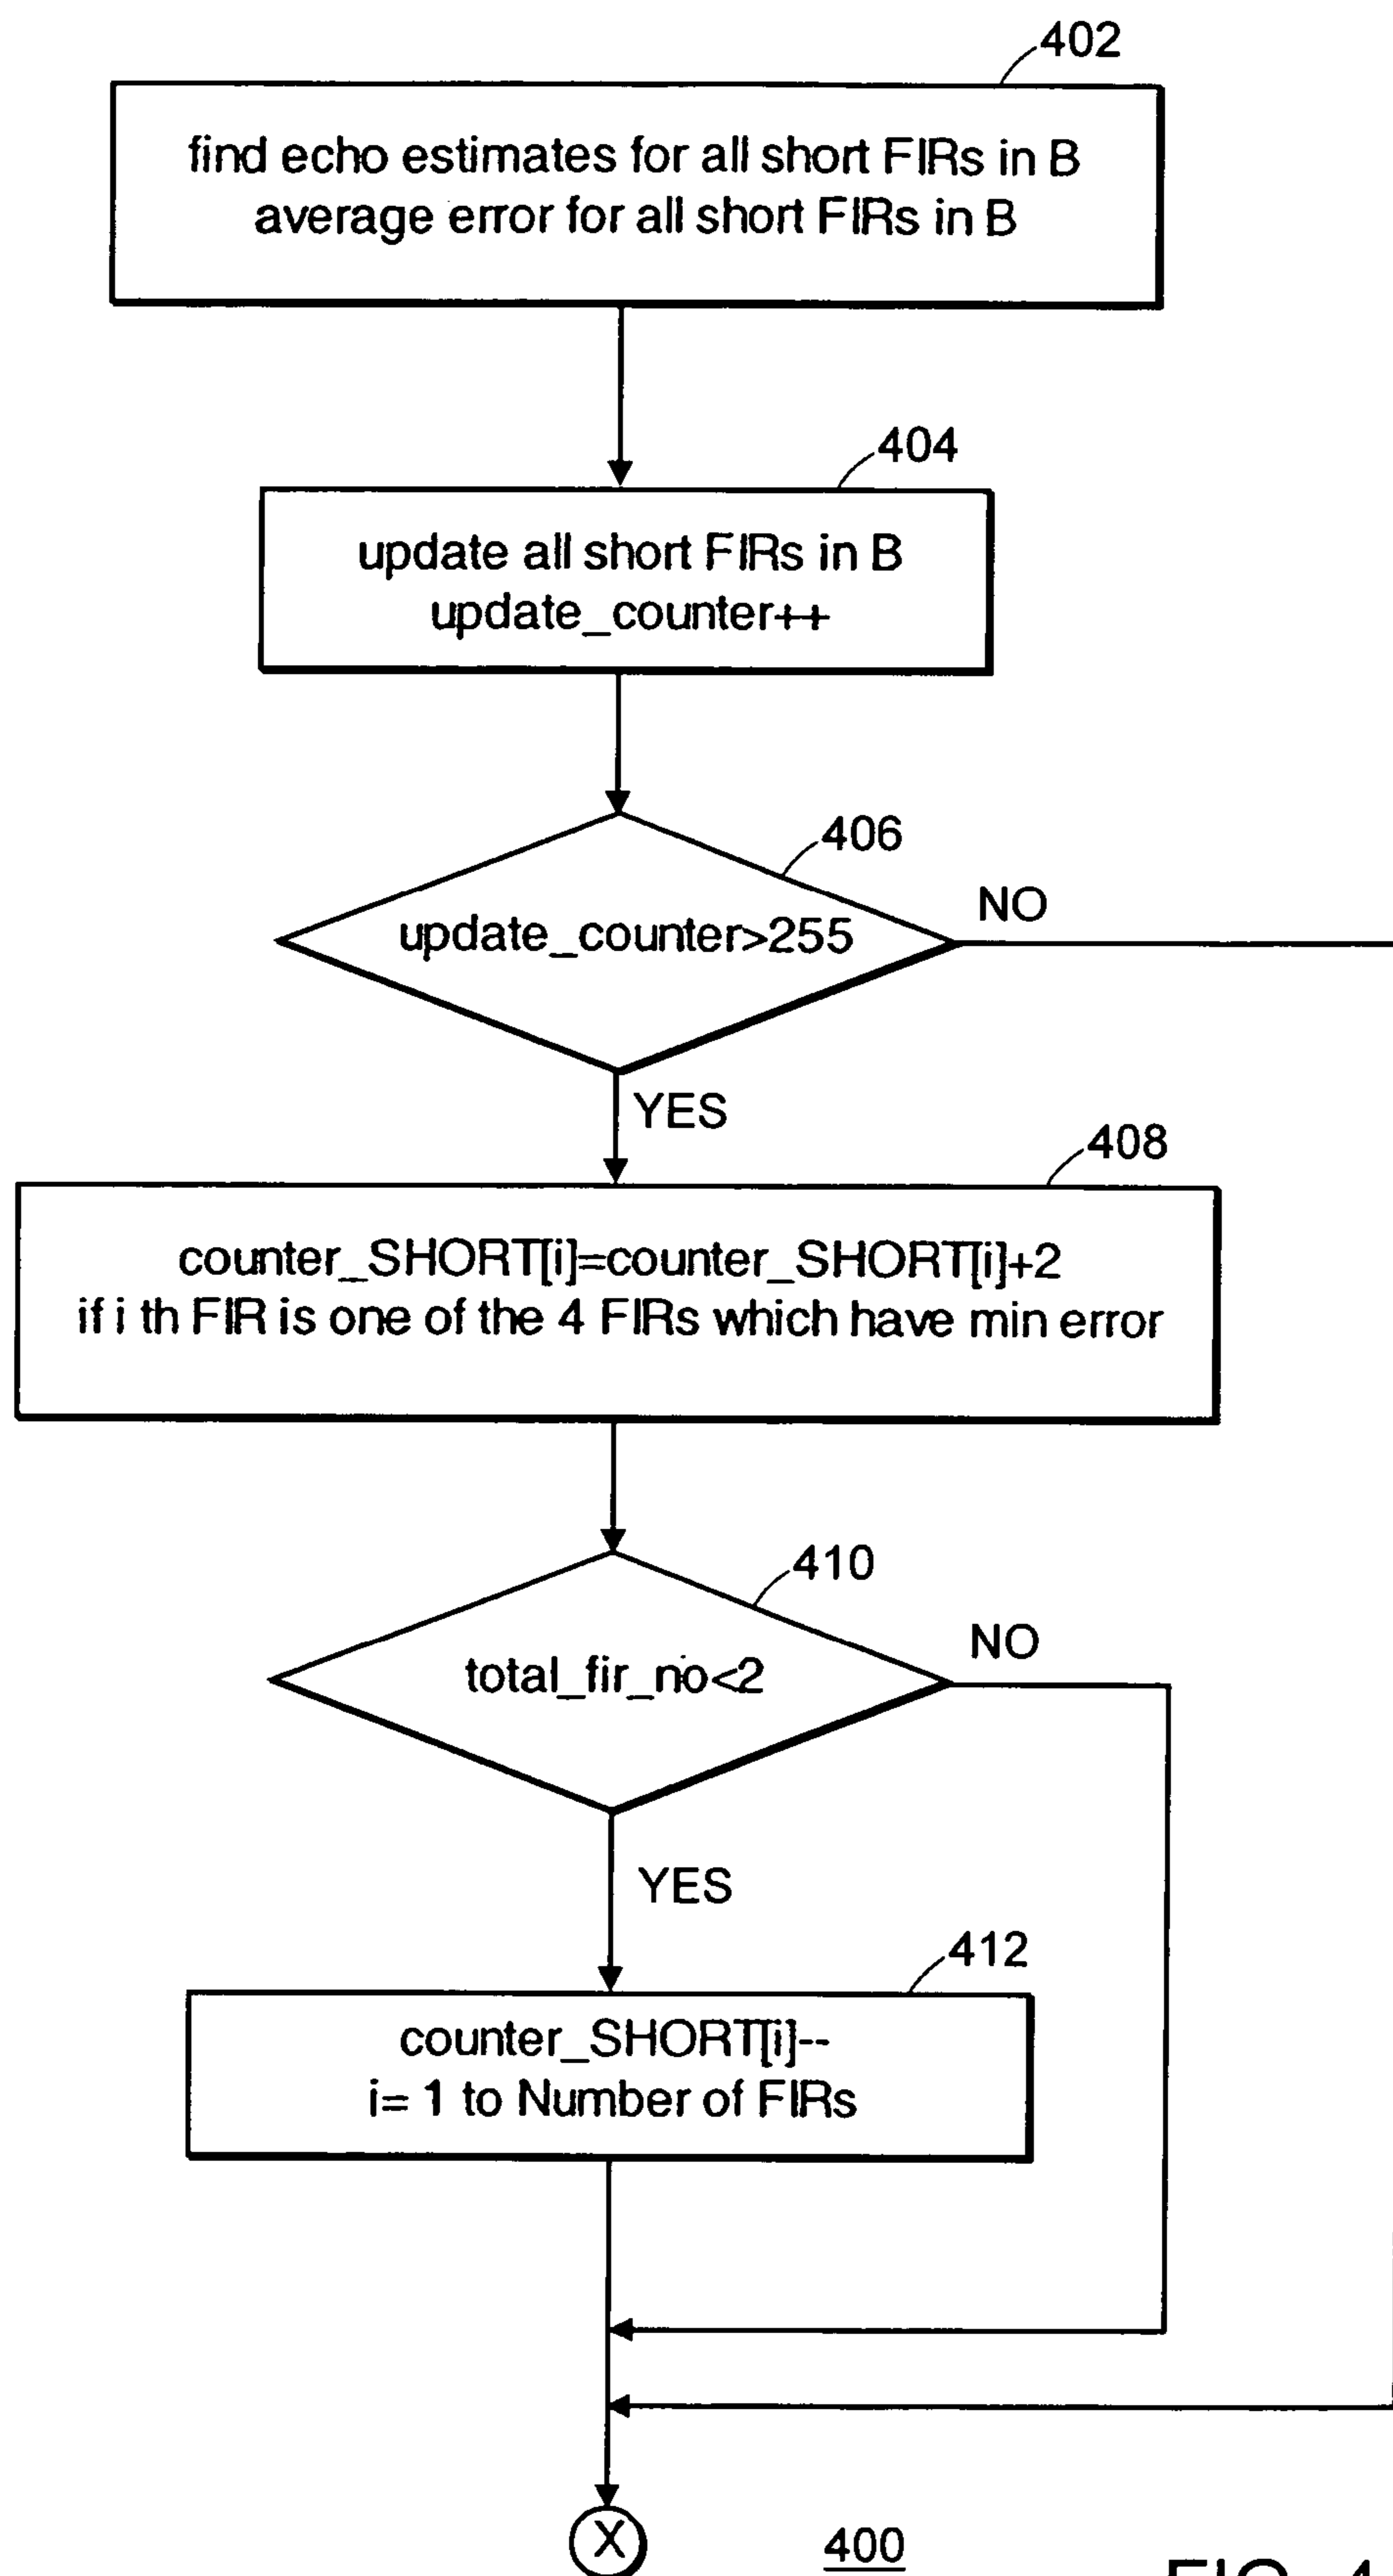 402
find echo estimates for all short FIRs in B
average error for all short FIRs in B
404
update all short FIRs in B
update_counter++
406
update_counter>255
NO
YES
408
counter_SHORT[i]=counter_SHORT[i]+2
if i th FIR is one of the 4 FIRs which have min error
410
total_fir_no<2
NO
YES
412
counter_SHORT[i]--
i= 1 to Number of FIRs
X
400
FIG. 4